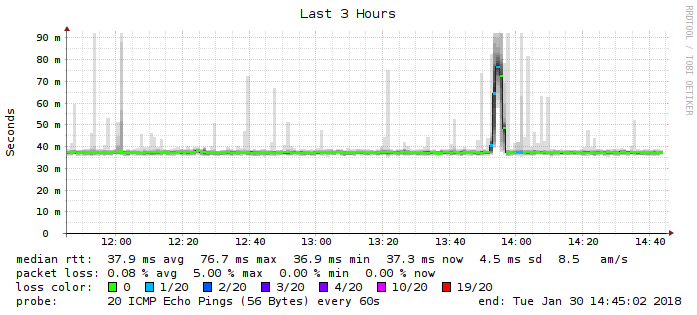 Last 3 Hours
RRDTOOL / TOBI OETIKER
Seconds
90 m
80 m
70 m
60 m
50 m
40 m
30 m
20 m
10 m
0
12:00 12:20 12:40 13:00 13:20 13:40 14:00 14:20 14:40
median rtt: 37.9 ms avg 76.7 ms max 36.9 ms min 37.3 ms now 4.5 ms sd 8.5 am/s
packet loss: 0.08 % avg 5.00 % max 0.00 % min 0.00 % now
loss color: 0 1/20 2/20 3/20 4/20 10/20 19/20
probe: 20 ICMP Echo Pings (56 Bytes) every 60s end: Tue Jan 30 14:45:02 2018